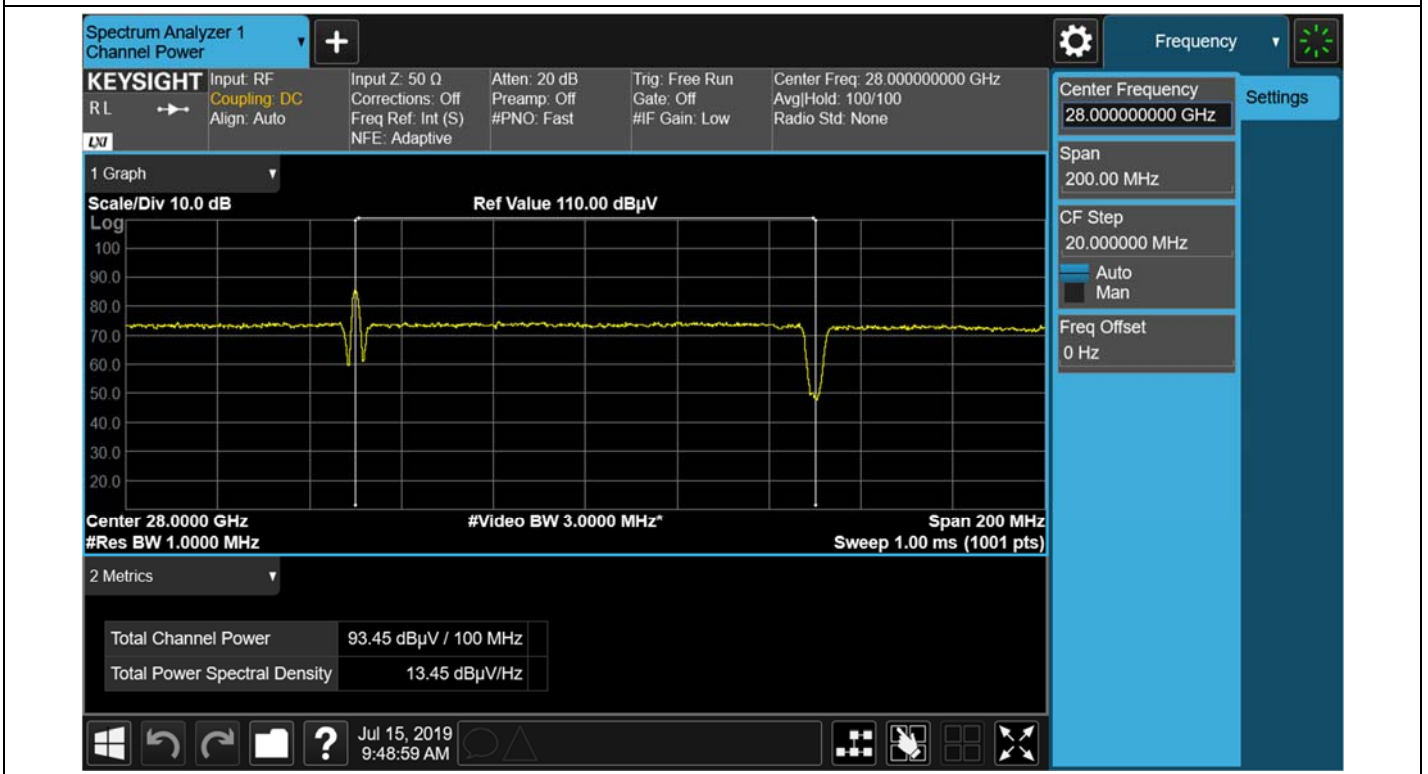 Spectrum Analyzer 1
Channel Power
Frequency
KEYSIGHT
R L
LXI
Input: RF
Coupling: DC
Align: Auto
Input Z: 50 Ω
Corrections: Off
Freq Ref: Int (S)
NFE: Adaptive
Atten: 20 dB
Preamp: Off
#PNO: Fast
Trig: Free Run
Gate: Off
#IF Gain: Low
Center Freq: 28.000000000 GHz
Avg|Hold: 100/100
Radio Std: None
Center Frequency
28.000000000 GHz
Settings
Span
200.00 MHz
CF Step
20.000000 MHz
Auto
Man
Freq Offset
0 Hz
1 Graph
Scale/Div 10.0 dB
Ref Value 110.00 dBµV
Log
100
90.0
80.0
70.0
60.0
50.0
40.0
30.0
20.0
Center 28.0000 GHz
#Video BW 3.0000 MHz*
Span 200 MHz
#Res BW 1.0000 MHz
Sweep 1.00 ms (1001 pts)
2 Metrics
Total Channel Power 93.45 dBµV / 100 MHz
Total Power Spectral Density 13.45 dBµV/Hz
?
Jul 15, 2019
9:48:59 AM